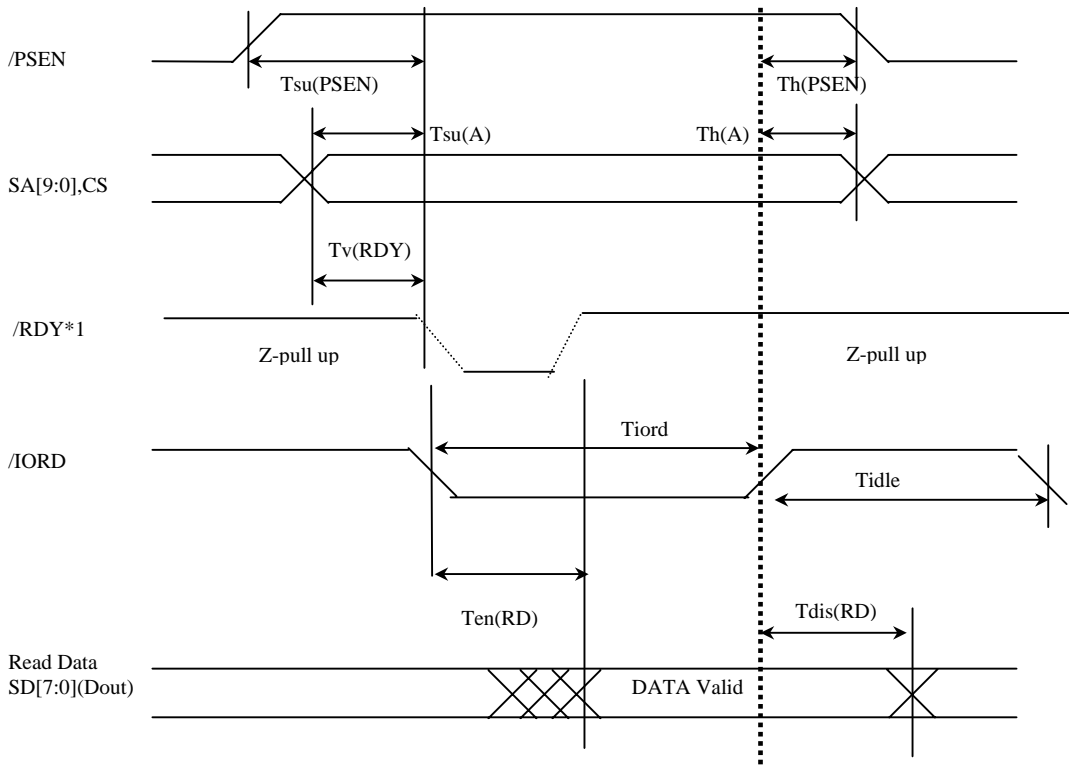 /PSEN
Tsu(PSEN)
Th(PSEN)
Tsu(A)
Th(A)
SA[9:0],CS
Tv(RDY)
/RDY*1
Z-pull up
Z-pull up
Tiord
/IORD
Tidle
Ten(RD)
Tdis(RD)
Read Data
SD[7:0](Dout)
DATA Valid